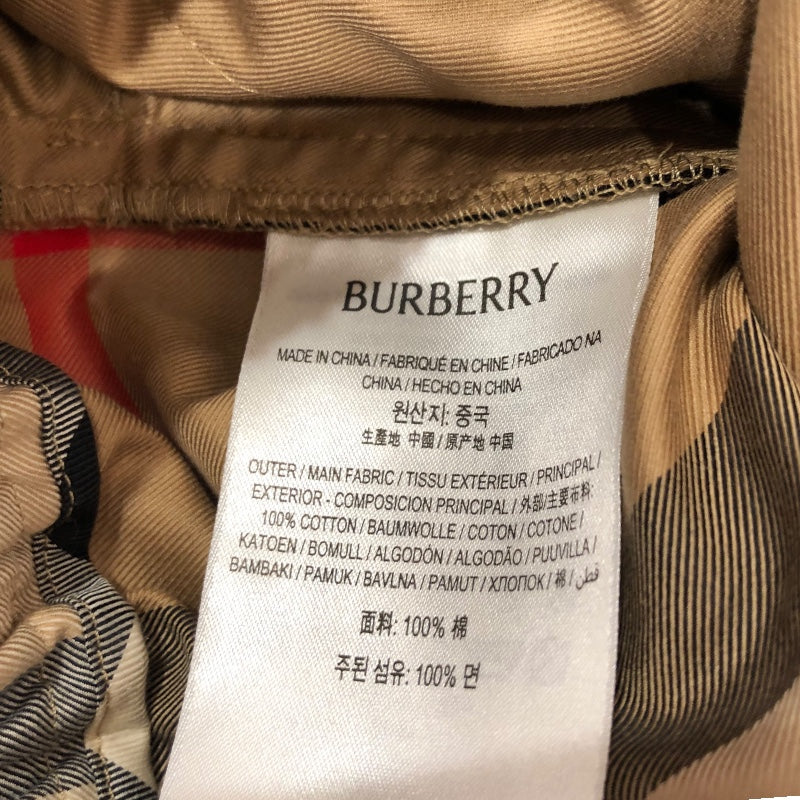 BURBERRY
MADE IN CHINA / FABRIQUÉ EN CHINE / FABRICADO NA
CHINA / HECHO EN CHINA
원산지: 중국
生產地 中國 / 原产地 中国
OUTER / MAIN FABRIC / TISSU EXTÉRIEUR / PRINCIPAL /
EXTERIOR - COMPOSICION PRINCIPAL / 外部/主要布料:
100% COTTON / BAUMWOLLE / COTON / COTONE /
KATOEN / BOMULL / ALGODÓN / ALGODÃO / PUUVILLA /
BAMBAKI / PAMUK / BAVLNA / PAMUT / ХЛОПОК / 棉 / قطن
面料: 100% 棉
주된 섬유: 100% 면